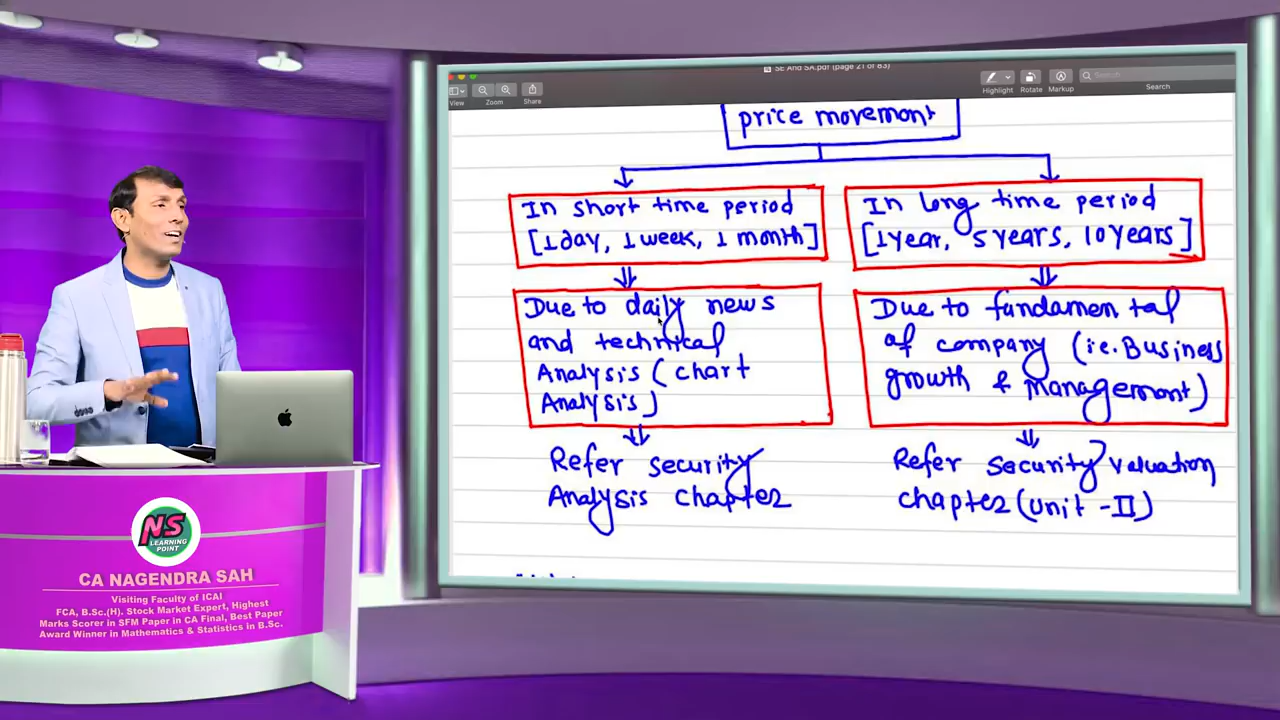 SE And SA.pdf (page 21 of 83)
View
Zoom
Share
Highlight
Rotate
Markup
Search
Search
price movement
In short time period
[1day, 1week, 1 month]
Due to daily news
and technical
Analysis (chart
Analysis)
Refer security
Analysis chapter
In long time period
[1year, 5years, 10years]
Due to fundamental
of company (i.e. Business
growth & management)
Refer security valuation
chapter (unit-II)
NS
LEARNING
POINT
CA NAGENDRA SAH
Visiting Faculty of ICAI
FCA, B.Sc.(H). Stock Market Expert, Highest
Marks Scorer in SFM Paper in CA Final, Best Paper
Award Winner in Mathematics & Statistics in B.Sc.